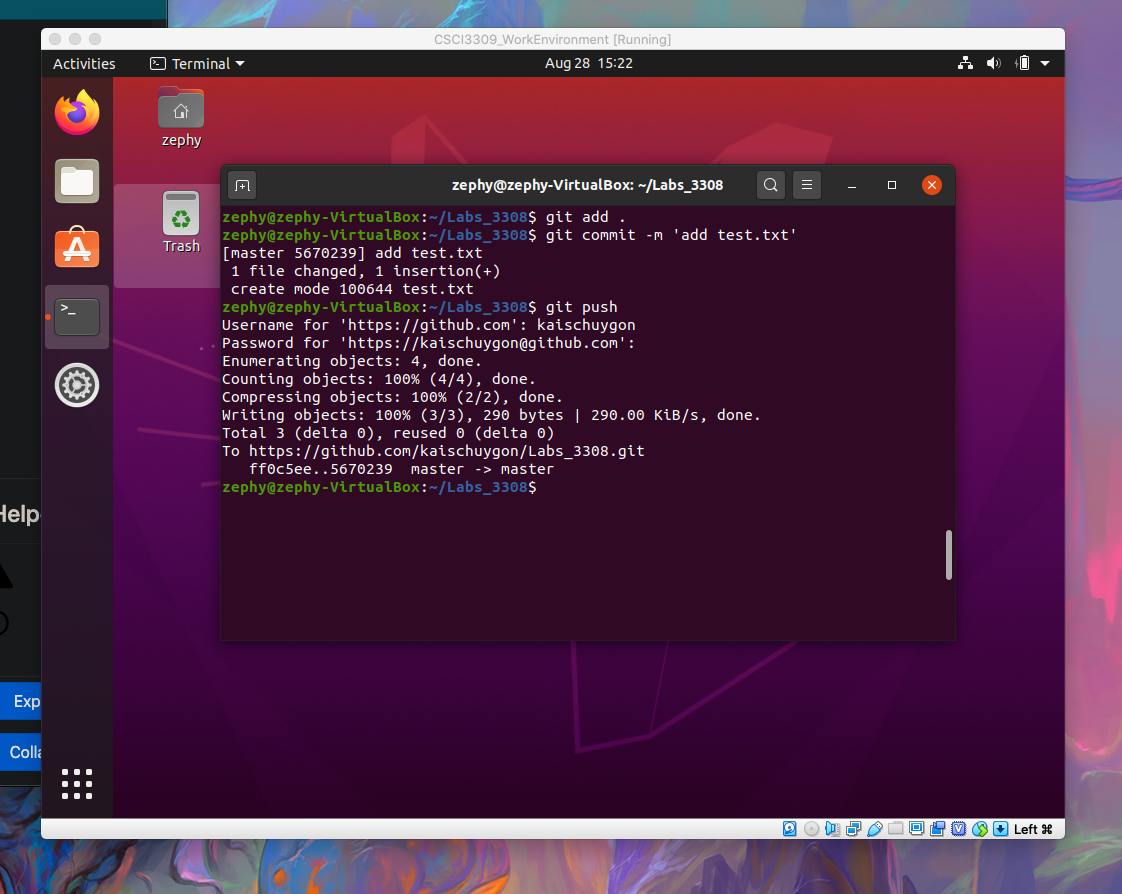 CSCI3309_WorkEnvironment [Running]
Activities
Terminal
Aug 28 15:22
zephy
Trash
zephy@zephy-VirtualBox: ~/Labs_3308
zephy@zephy-VirtualBox:~/Labs_3308$ git add .
zephy@zephy-VirtualBox:~/Labs_3308$ git commit -m 'add test.txt'
[master 5670239] add test.txt
 1 file changed, 1 insertion(+)
 create mode 100644 test.txt
zephy@zephy-VirtualBox:~/Labs_3308$ git push
Username for 'https://github.com': kaischuygon
Password for 'https://kaischuygon@github.com':
Enumerating objects: 4, done.
Counting objects: 100% (4/4), done.
Compressing objects: 100% (2/2), done.
Writing objects: 100% (3/3), 290 bytes | 290.00 KiB/s, done.
Total 3 (delta 0), reused 0 (delta 0)
To https://github.com/kaischuygon/Labs_3308.git
   ff0c5ee..5670239  master -> master
zephy@zephy-VirtualBox:~/Labs_3308$
Help
Exp
Colla
Left ⌘